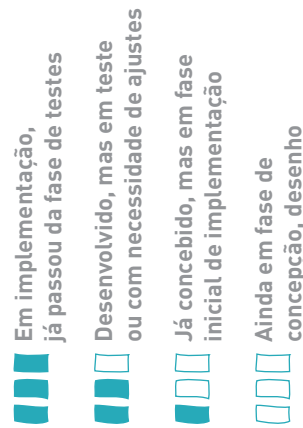 Em implementação,
já passou da fase de testes
Desenvolvido, mas em teste
ou com necessidade de ajustes
Já concebido, mas em fase
inicial de implementação
Ainda em fase de
concepção, desenho